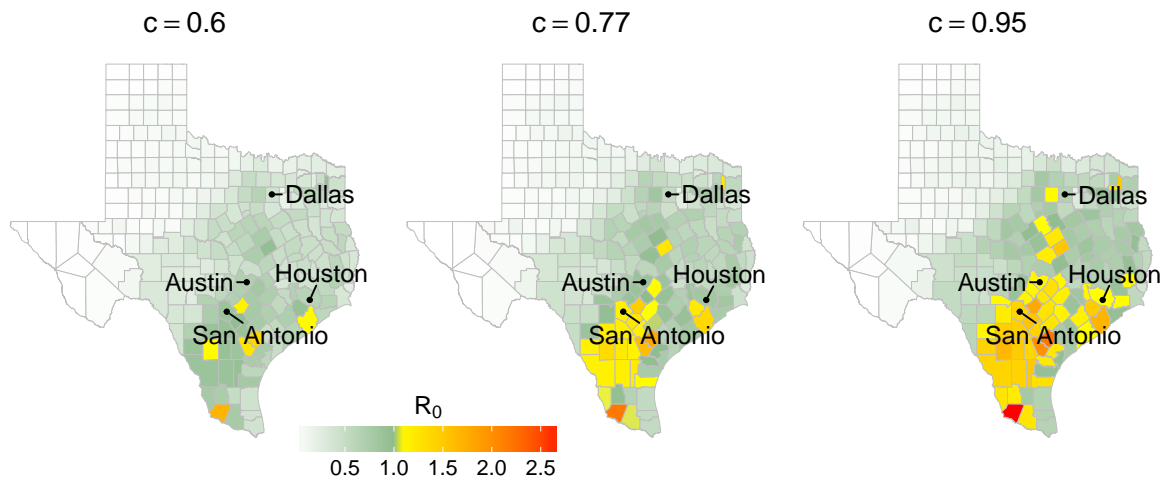 c = 0.6
c = 0.77
c = 0.95
Dallas
Houston
Austin
San Antonio
Dallas
Houston
Austin
San Antonio
Dallas
Houston
Austin
San Antonio
R₀
0.5 1.0 1.5 2.0 2.5